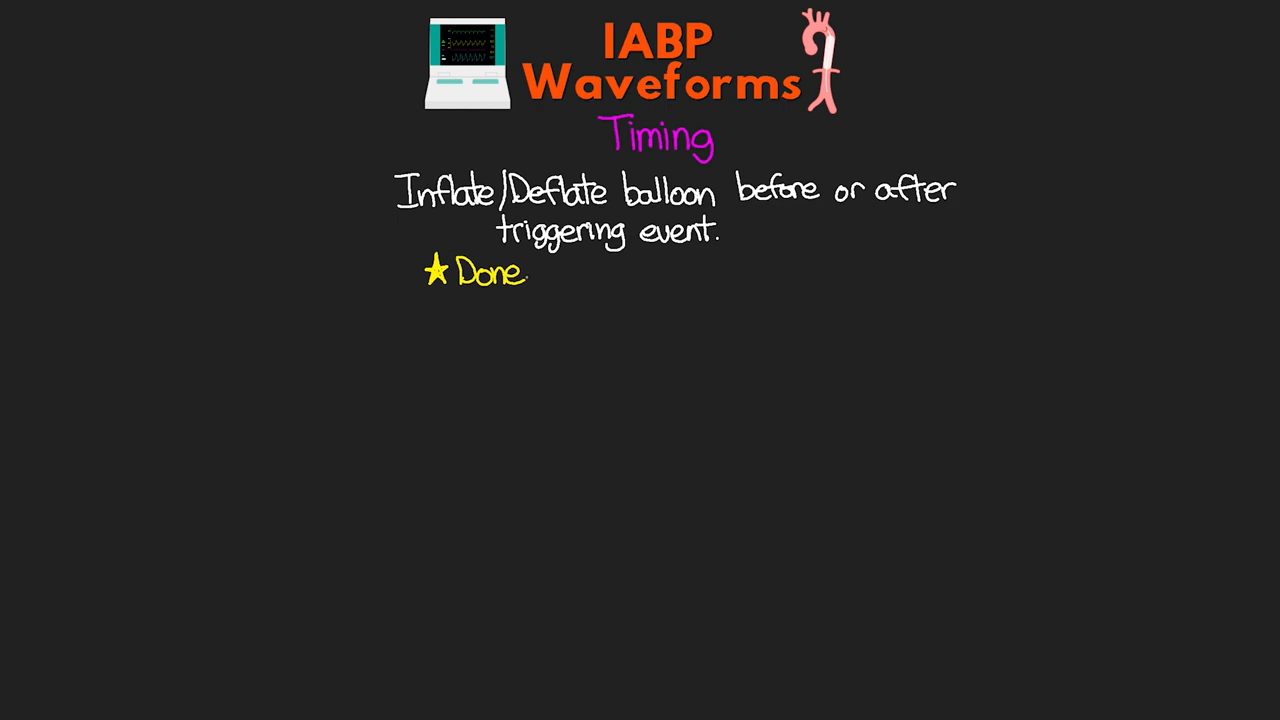 IABP
Waveforms
Timing
Inflate/Deflate balloon before or after
triggering event.
★ Done